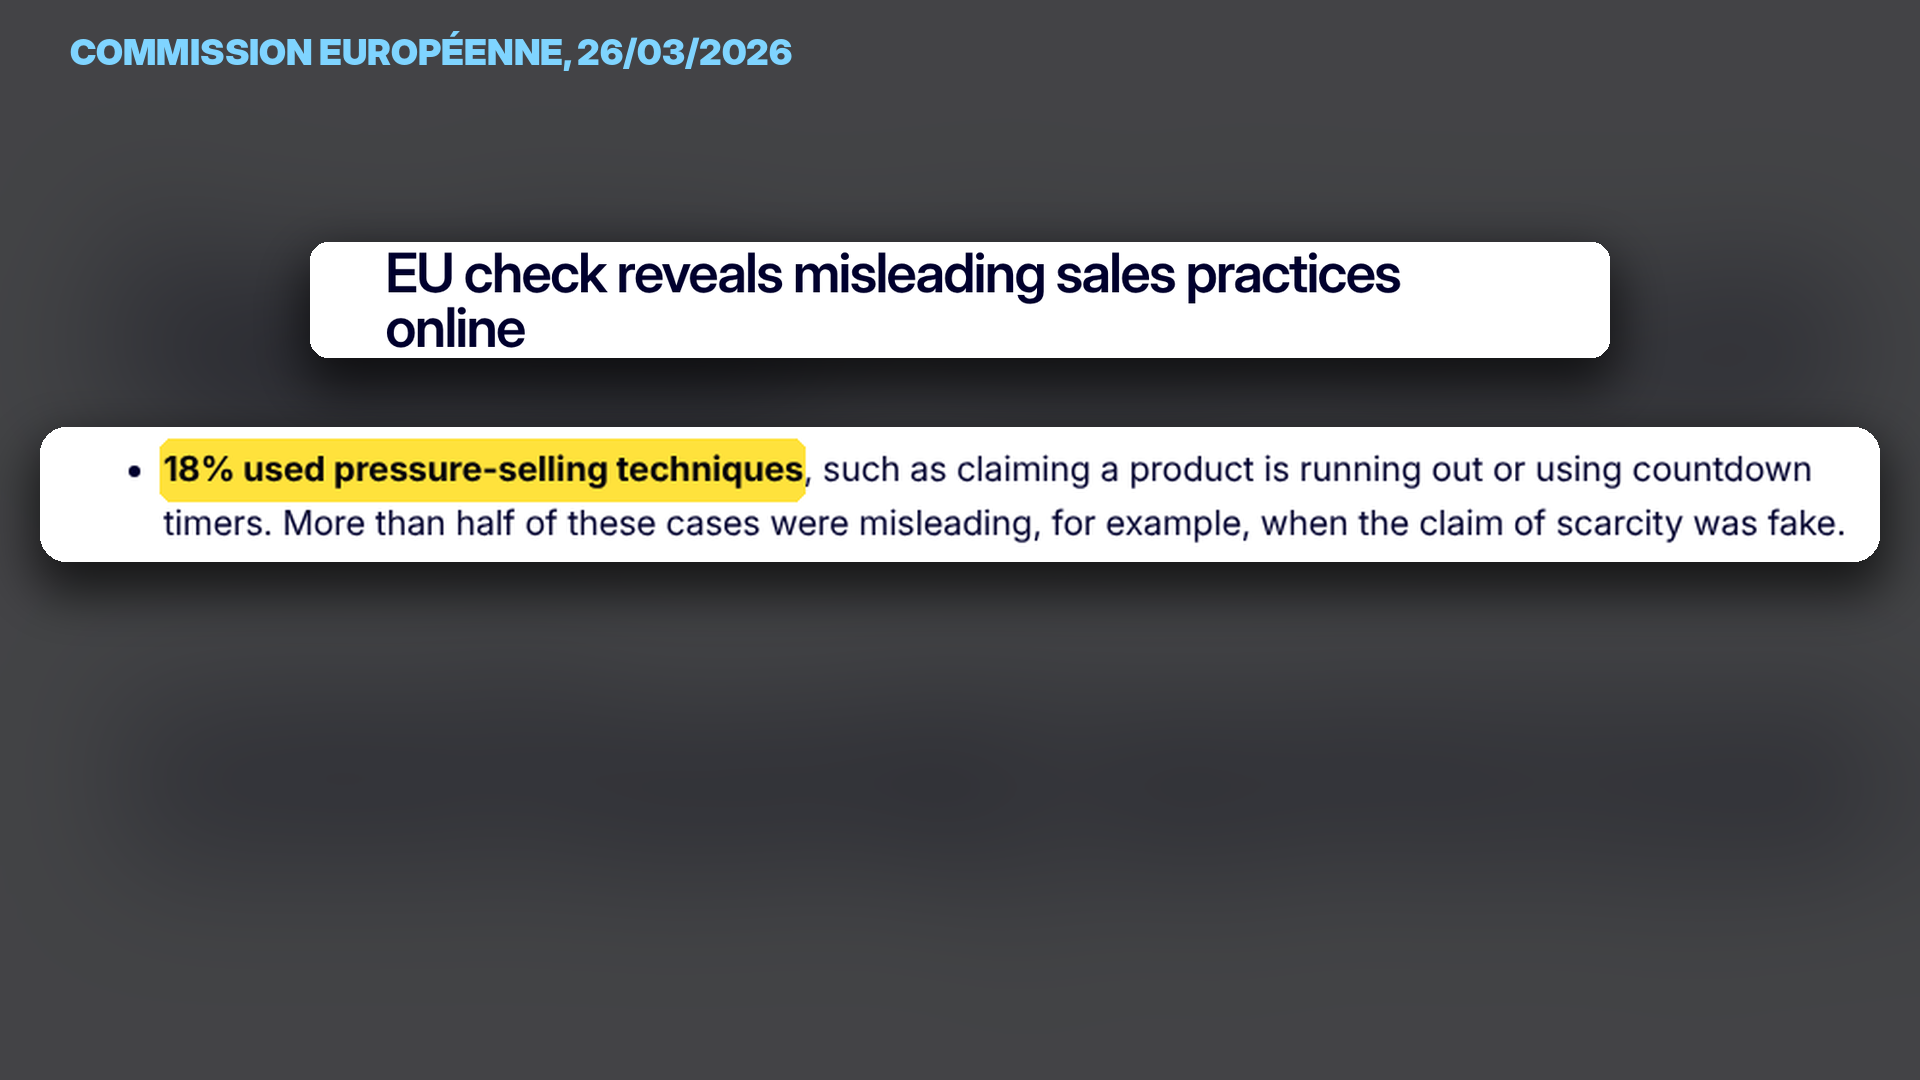 COMMISSION EUROPÉENNE, 26/03/2026
EU check reveals misleading sales practices
online
• 18% used pressure-selling techniques, such as claiming a product is running out or using countdown
timers. More than half of these cases were misleading, for example, when the claim of scarcity was fake.